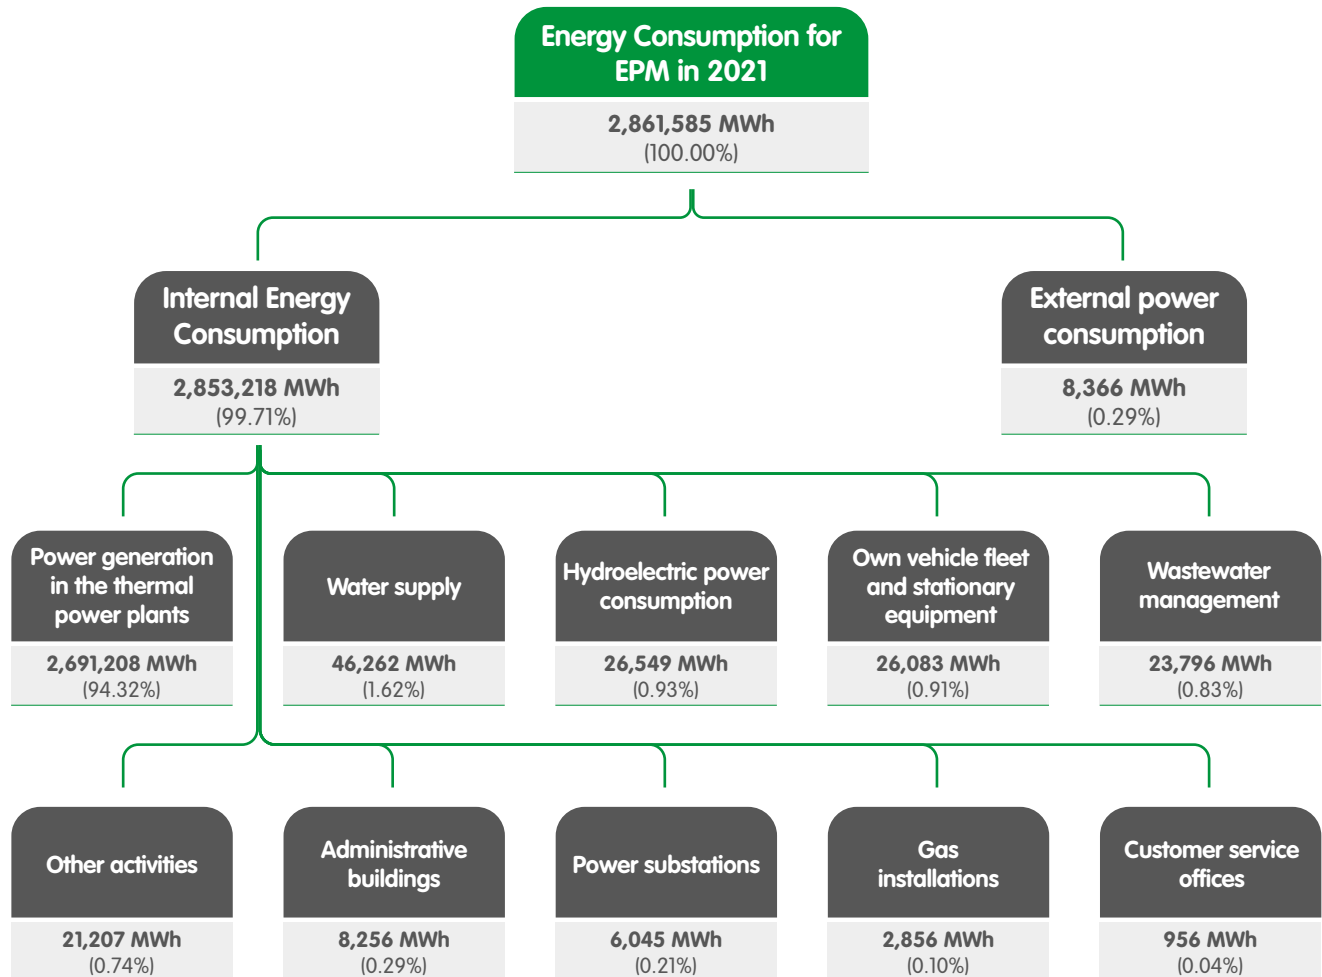 Energy Consumption for
EPM in 2021
2,861,585 MWh
(100.00%)
Internal Energy
Consumption
2,853,218 MWh
(99.71%)
External power
consumption
8,366 MWh
(0.29%)
Power generation
in the thermal
power plants
2,691,208 MWh
(94.32%)
Water supply
46,262 MWh
(1.62%)
Hydroelectric power
consumption
26,549 MWh
(0.93%)
Own vehicle fleet
and stationary
equipment
26,083 MWh
(0.91%)
Wastewater
management
23,796 MWh
(0.83%)
Other activities
21,207 MWh
(0.74%)
Administrative
buildings
8,256 MWh
(0.29%)
Power substations
6,045 MWh
(0.21%)
Gas
installations
2,856 MWh
(0.10%)
Customer service
offices
956 MWh
(0.04%)